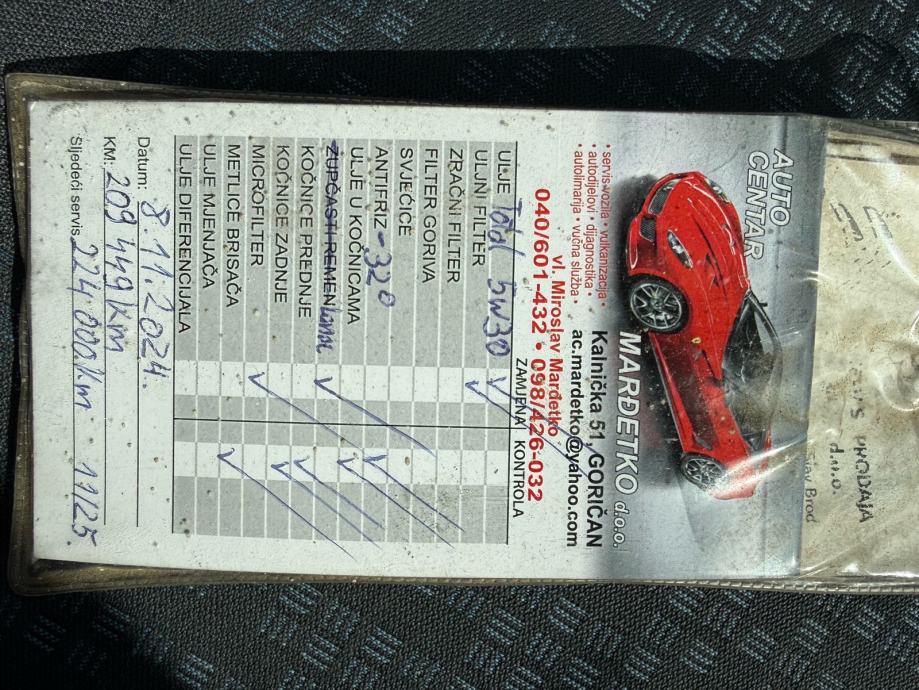 AUTO
CENTAR
MARĐETKO d.o.o.
• servis vozila • vulkanizacija •
• autodijelovi • dijagnostika •
• autolimarija • vučna služba •
Kalnička 51, GORIČAN
ac.mardetko@yahoo.com
vl. Miroslav Marđetko
040/601-432 • 098/426-032
ZAMJENA KONTROLA
ULJE Total 5w30
ULJNI FILTER
ZRAČNI FILTER
FILTER GORIVA
SVJEĆICE
ANTIFRIZ -32°
ULJE U KOČNICAMA
ZUPČASTI REMEN lanac
KOČNICE PREDNJE
KOČNICE ZADNJE
MICROFILTER
METLICE BRISAČA
ULJE MJENJAČA
ULJE DIFERENCIJALA
Datum: 8.11.2024.
KM: 209 449 km
Sljedeći servis 224 000 km - 11/25.
PRODAJA
d.o.o.
Brod